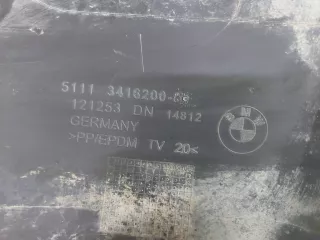 5111 3416200-
121253 DN 14812
GERMANY
>PP/EPDM TV 20<
BMW